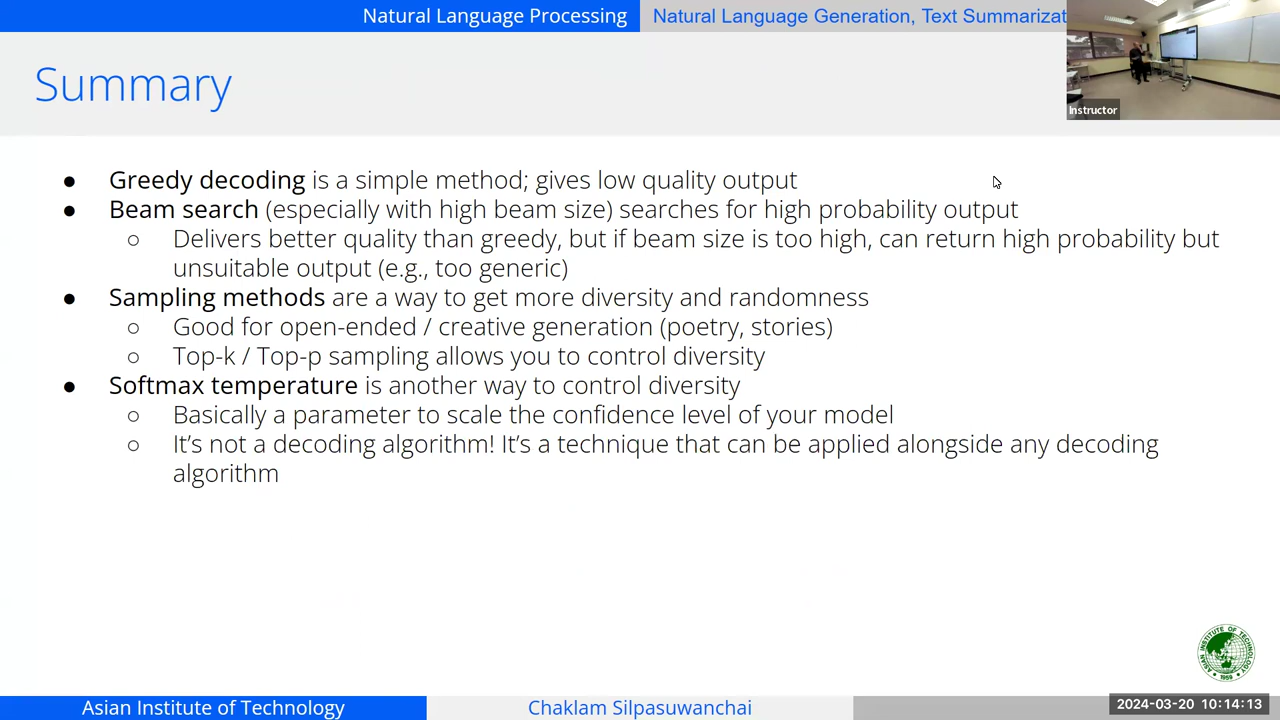 Natural Language Processing
Natural Language Generation, Text Summarizat
Instructor
Summary
● Greedy decoding is a simple method; gives low quality output
● Beam search (especially with high beam size) searches for high probability output
○ Delivers better quality than greedy, but if beam size is too high, can return high probability but
unsuitable output (e.g., too generic)
● Sampling methods are a way to get more diversity and randomness
○ Good for open-ended / creative generation (poetry, stories)
○ Top-k / Top-p sampling allows you to control diversity
● Softmax temperature is another way to control diversity
○ Basically a parameter to scale the confidence level of your model
○ It’s not a decoding algorithm! It’s a technique that can be applied alongside any decoding
algorithm
ASIAN INSTITUTE OF TECHNOLOGY
1959
Asian Institute of Technology
Chaklam Silpasuwanchai
2024-03-20 10:14:13